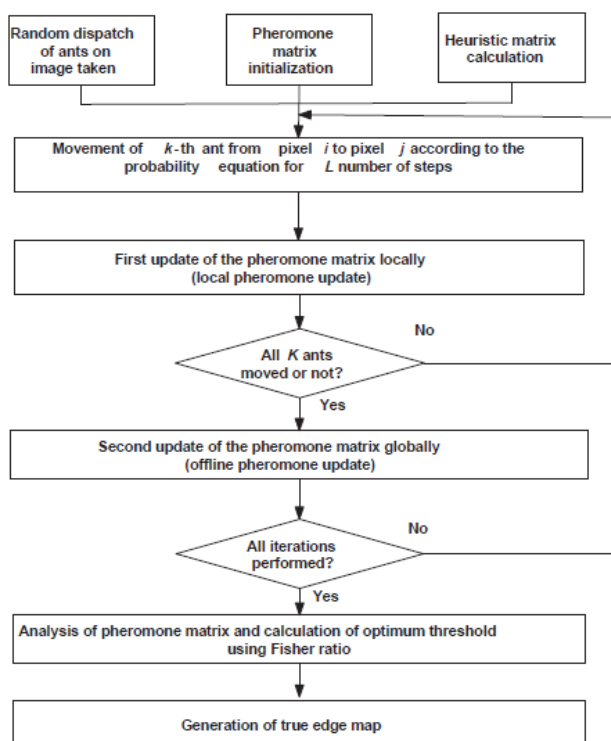 Random dispatch
of ants on
image taken
Pheromone
matrix
initialization
Heuristic matrix
calculation
Movement of k-th ant from pixel i to pixel j according to the
probability equation for L number of steps
First update of the pheromone matrix locally
(local pheromone update)
No
All K ants
moved or not?
Yes
Second update of the pheromone matrix globally
(offline pheromone update)
No
All iterations
performed?
Yes
Analysis of pheromone matrix and calculation of optimum threshold
using Fisher ratio
Generation of true edge map